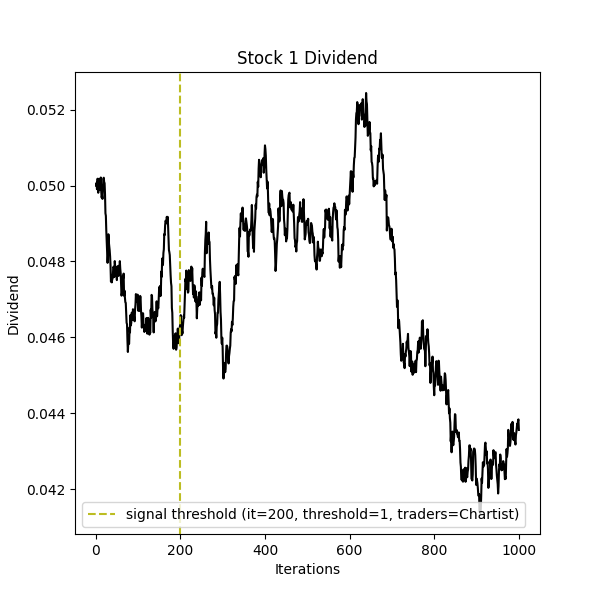 Stock 1 Dividend
0.052
0.050
0.048
0.046
0.044
0.042
Dividend
signal threshold (it=200, threshold=1, traders=Chartist)
0 200 400 600 800 1000
Iterations